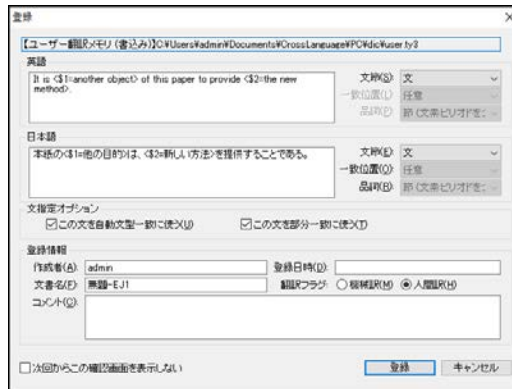 登録
【ユーザー翻訳メモリ(書込み)】C:¥Users¥admin¥Documents¥CrossLanguage¥PC¥dic¥user.ty3
英語
It is <$1=another object> of this paper to provide <$2=the new
method>.
文節(S): 文
一致位置(L): 任意
品詞(P): 節(文末ピリオドを:
日本語
本紙の<$1=他の目的>は、<$2=新しい方法>を提供することである。
文節(E): 文
一致位置(O): 任意
品詞(B): 節(文末ピリオドを:
文指定オプション
この文を自動文型一致に使う(U) この文を部分一致に使う(T)
登録情報
作成者(A): admin 登録日時(D):
文書名(F): 無題-EJ1 翻訳フラグ: 機械訳(M) 人間訳(H)
コメント(C):
次回からこの確認画面を表示しない 登録 キャンセル